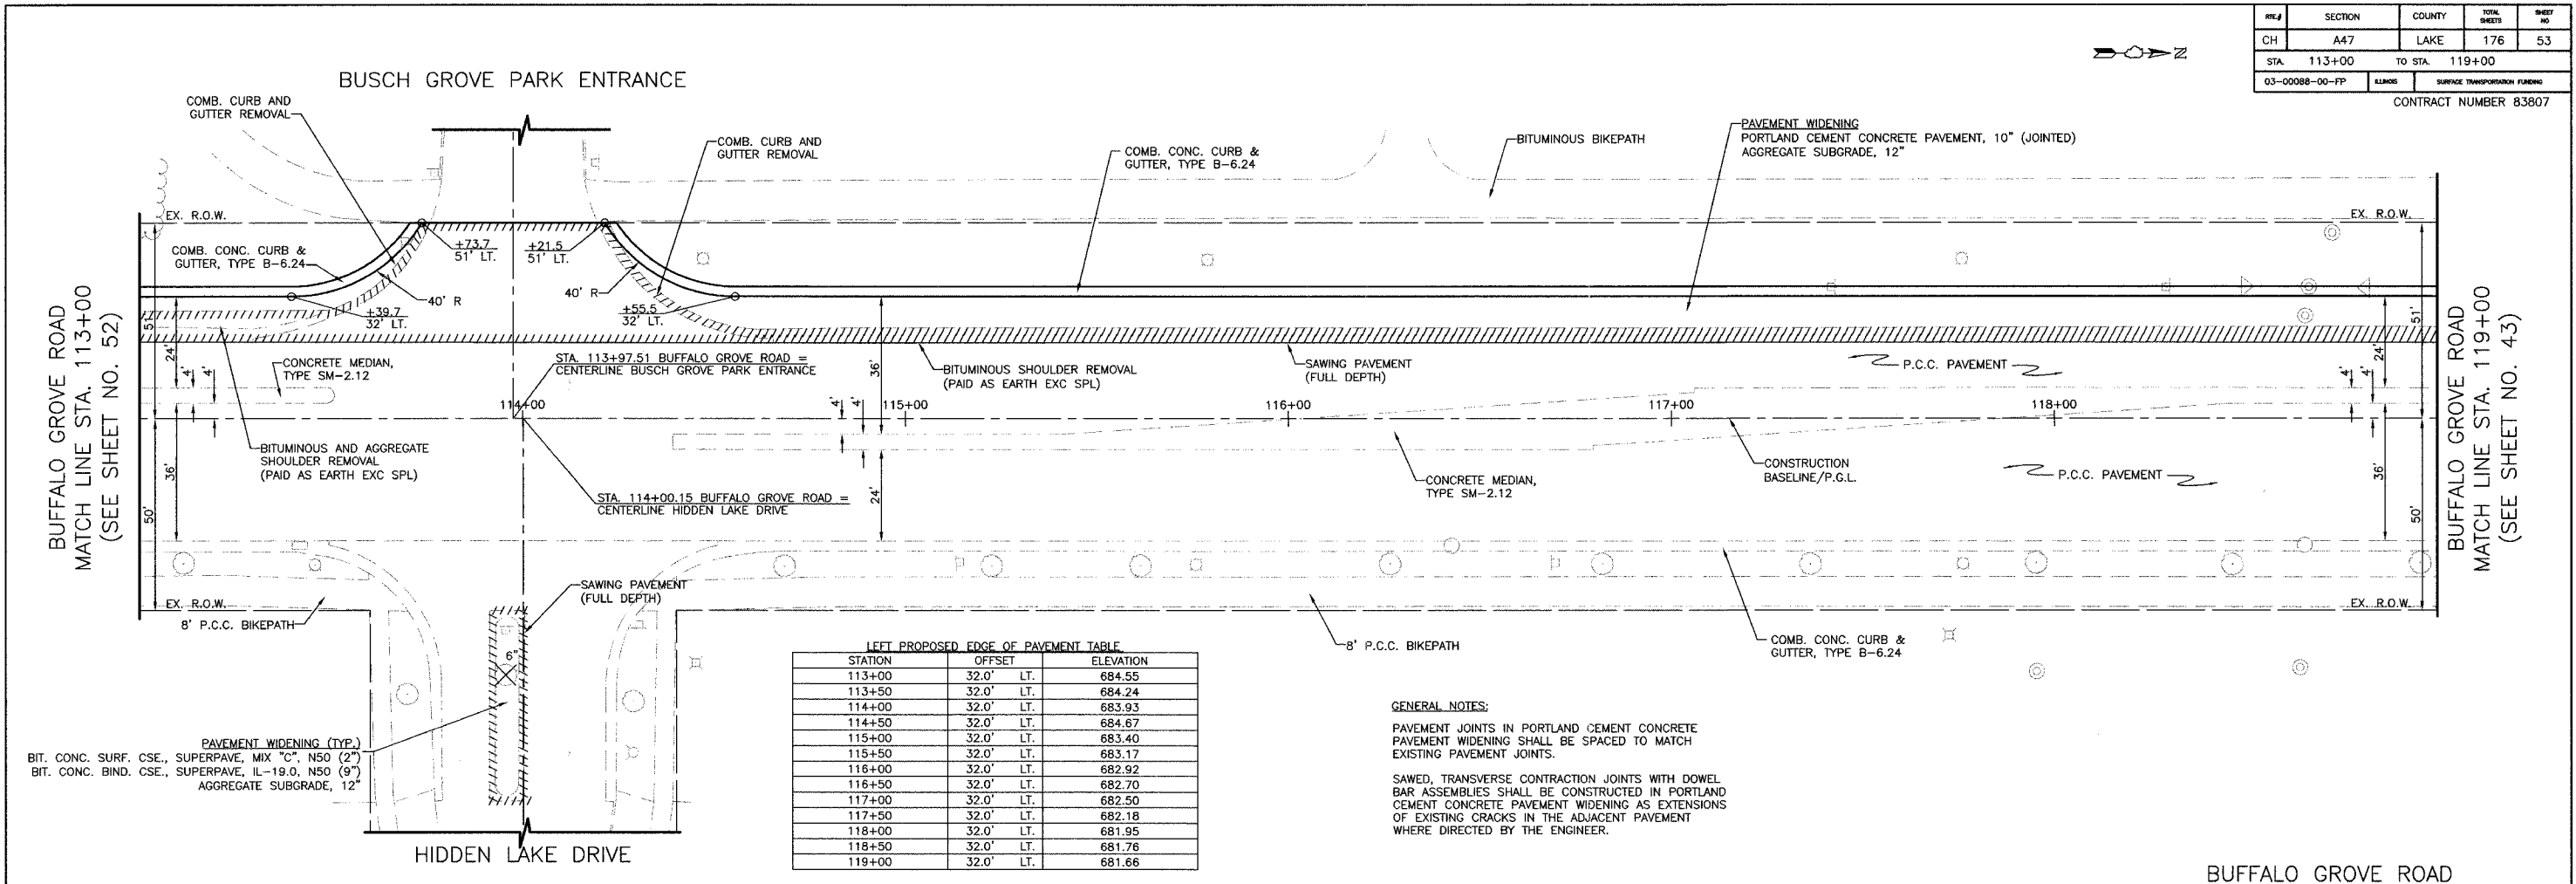 RTE.# SECTION COUNTY TOTAL SHEETS SHEET NO
CH A47 LAKE 176 53
STA. 113+00 TO STA. 119+00
03-00088-00-FP ILLINOIS SURFACE TRANSPORTATION FUNDING
CONTRACT NUMBER 83807
Z
BUSCH GROVE PARK ENTRANCE
COMB. CURB AND
GUTTER REMOVAL
COMB. CURB AND
GUTTER REMOVAL
COMB. CONC. CURB &
GUTTER, TYPE B-6.24
BITUMINOUS BIKEPATH
PAVEMENT WIDENING
PORTLAND CEMENT CONCRETE PAVEMENT, 10" (JOINTED)
AGGREGATE SUBGRADE, 12"
EX. R.O.W.
EX. R.O.W.
COMB. CONC. CURB &
GUTTER, TYPE B-6.24
+73.7
51' LT.
+21.5
51' LT.
40' R
40' R
+39.7
32' LT.
+55.5
32' LT.
BUFFALO GROVE ROAD
MATCH LINE STA. 113+00
(SEE SHEET NO. 52)
51'
24'
4'
4'
36'
50'
CONCRETE MEDIAN,
TYPE SM-2.12
STA. 113+97.51 BUFFALO GROVE ROAD =
CENTERLINE BUSCH GROVE PARK ENTRANCE
36'
4'
4'
24'
BITUMINOUS SHOULDER REMOVAL
(PAID AS EARTH EXC SPL)
SAWING PAVEMENT
(FULL DEPTH)
P.C.C. PAVEMENT
114+00
115+00
116+00
117+00
118+00
BITUMINOUS AND AGGREGATE
SHOULDER REMOVAL
(PAID AS EARTH EXC SPL)
STA. 114+00.15 BUFFALO GROVE ROAD =
CENTERLINE HIDDEN LAKE DRIVE
CONCRETE MEDIAN,
TYPE SM-2.12
CONSTRUCTION
BASELINE/P.G.L.
P.C.C. PAVEMENT
51'
24'
4'
4'
36'
50'
BUFFALO GROVE ROAD
MATCH LINE STA. 119+00
(SEE SHEET NO. 43)
EX. R.O.W.
EX. R.O.W.
8' P.C.C. BIKEPATH
SAWING PAVEMENT
(FULL DEPTH)
6"
8' P.C.C. BIKEPATH
COMB. CONC. CURB &
GUTTER, TYPE B-6.24
PAVEMENT WIDENING (TYP.)
BIT. CONC. SURF. CSE., SUPERPAVE, MIX "C", N50 (2")
BIT. CONC. BIND. CSE., SUPERPAVE, IL-19.0, N50 (9")
AGGREGATE SUBGRADE, 12"
HIDDEN LAKE DRIVE
LEFT PROPOSED EDGE OF PAVEMENT TABLE
STATION OFFSET ELEVATION
113+00 32.0' LT. 684.55
113+50 32.0' LT. 684.24
114+00 32.0' LT. 683.93
114+50 32.0' LT. 684.67
115+00 32.0' LT. 683.40
115+50 32.0' LT. 683.17
116+00 32.0' LT. 682.92
116+50 32.0' LT. 682.70
117+00 32.0' LT. 682.50
117+50 32.0' LT. 682.18
118+00 32.0' LT. 681.95
118+50 32.0' LT. 681.76
119+00 32.0' LT. 681.66
GENERAL NOTES:
PAVEMENT JOINTS IN PORTLAND CEMENT CONCRETE
PAVEMENT WIDENING SHALL BE SPACED TO MATCH
EXISTING PAVEMENT JOINTS.
SAWED, TRANSVERSE CONTRACTION JOINTS WITH DOWEL
BAR ASSEMBLIES SHALL BE CONSTRUCTED IN PORTLAND
CEMENT CONCRETE PAVEMENT WIDENING AS EXTENSIONS
OF EXISTING CRACKS IN THE ADJACENT PAVEMENT
WHERE DIRECTED BY THE ENGINEER.
BUFFALO GROVE ROAD